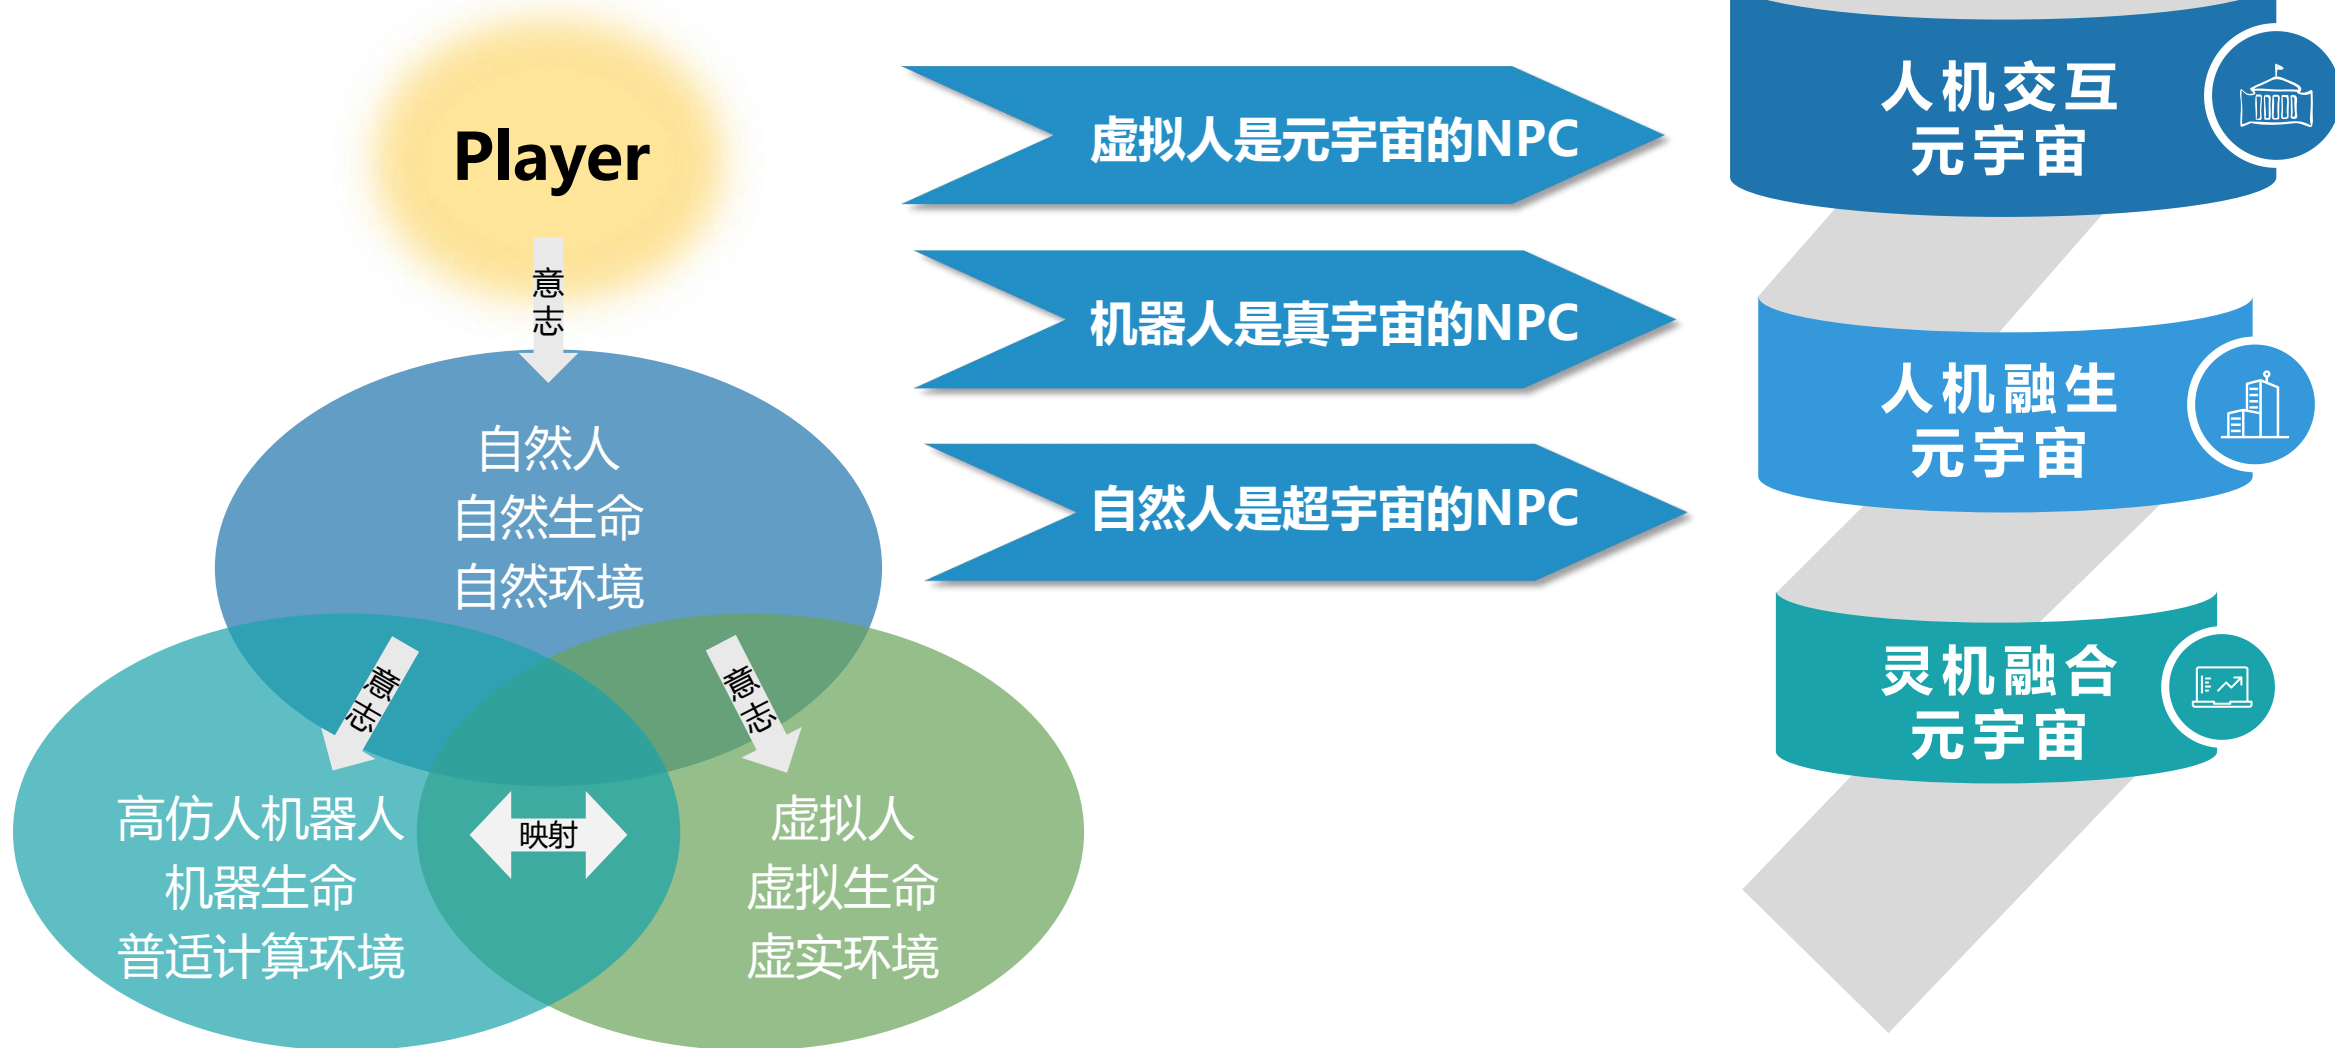 Player
意
志
自然人
自然生命
自然环境
意
志
意
志
高仿人机器人
机器生命
普适计算环境
映射
虚拟人
虚拟生命
虚实环境
虚拟人是元宇宙的NPC
机器人是真宇宙的NPC
自然人是超宇宙的NPC
人机交互
元宇宙
人机融生
元宇宙
灵机融合
元宇宙